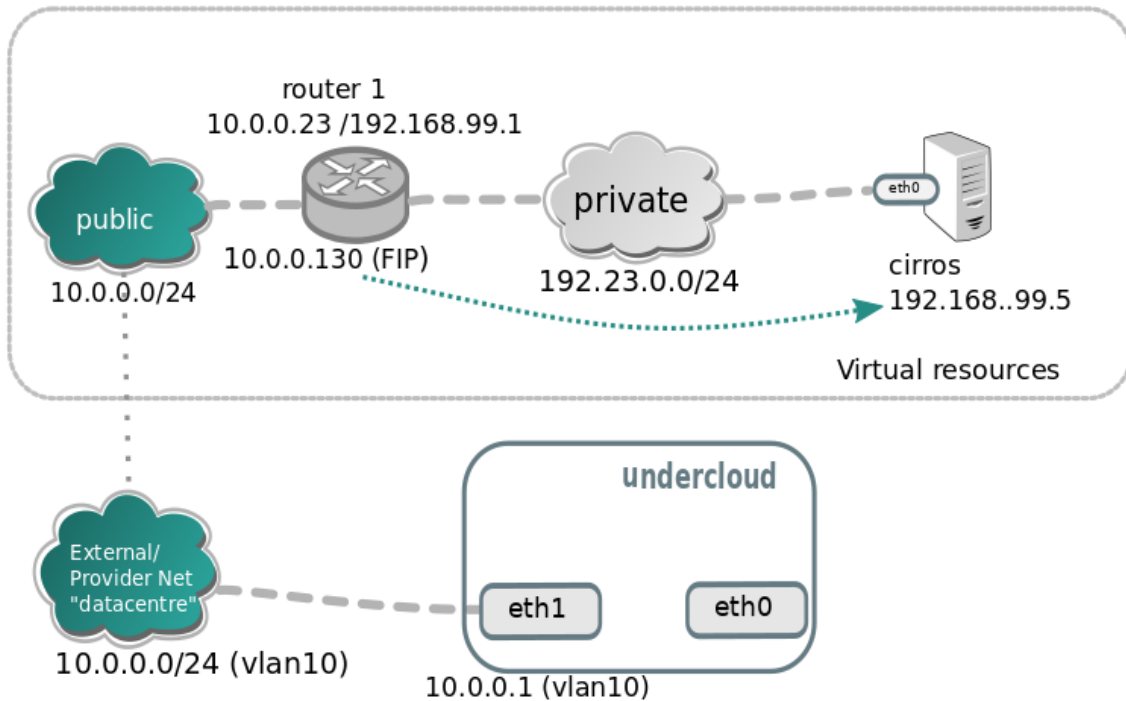 router 1
10.0.0.23 /192.168.99.1
public
private
eth0
10.0.0.130 (FIP)
10.0.0.0/24
192.23.0.0/24
cirros
192.168..99.5
Virtual resources
undercloud
External/
Provider Net
"datacentre"
eth1
eth0
10.0.0.0/24 (vlan10)
10.0.0.1 (vlan10)